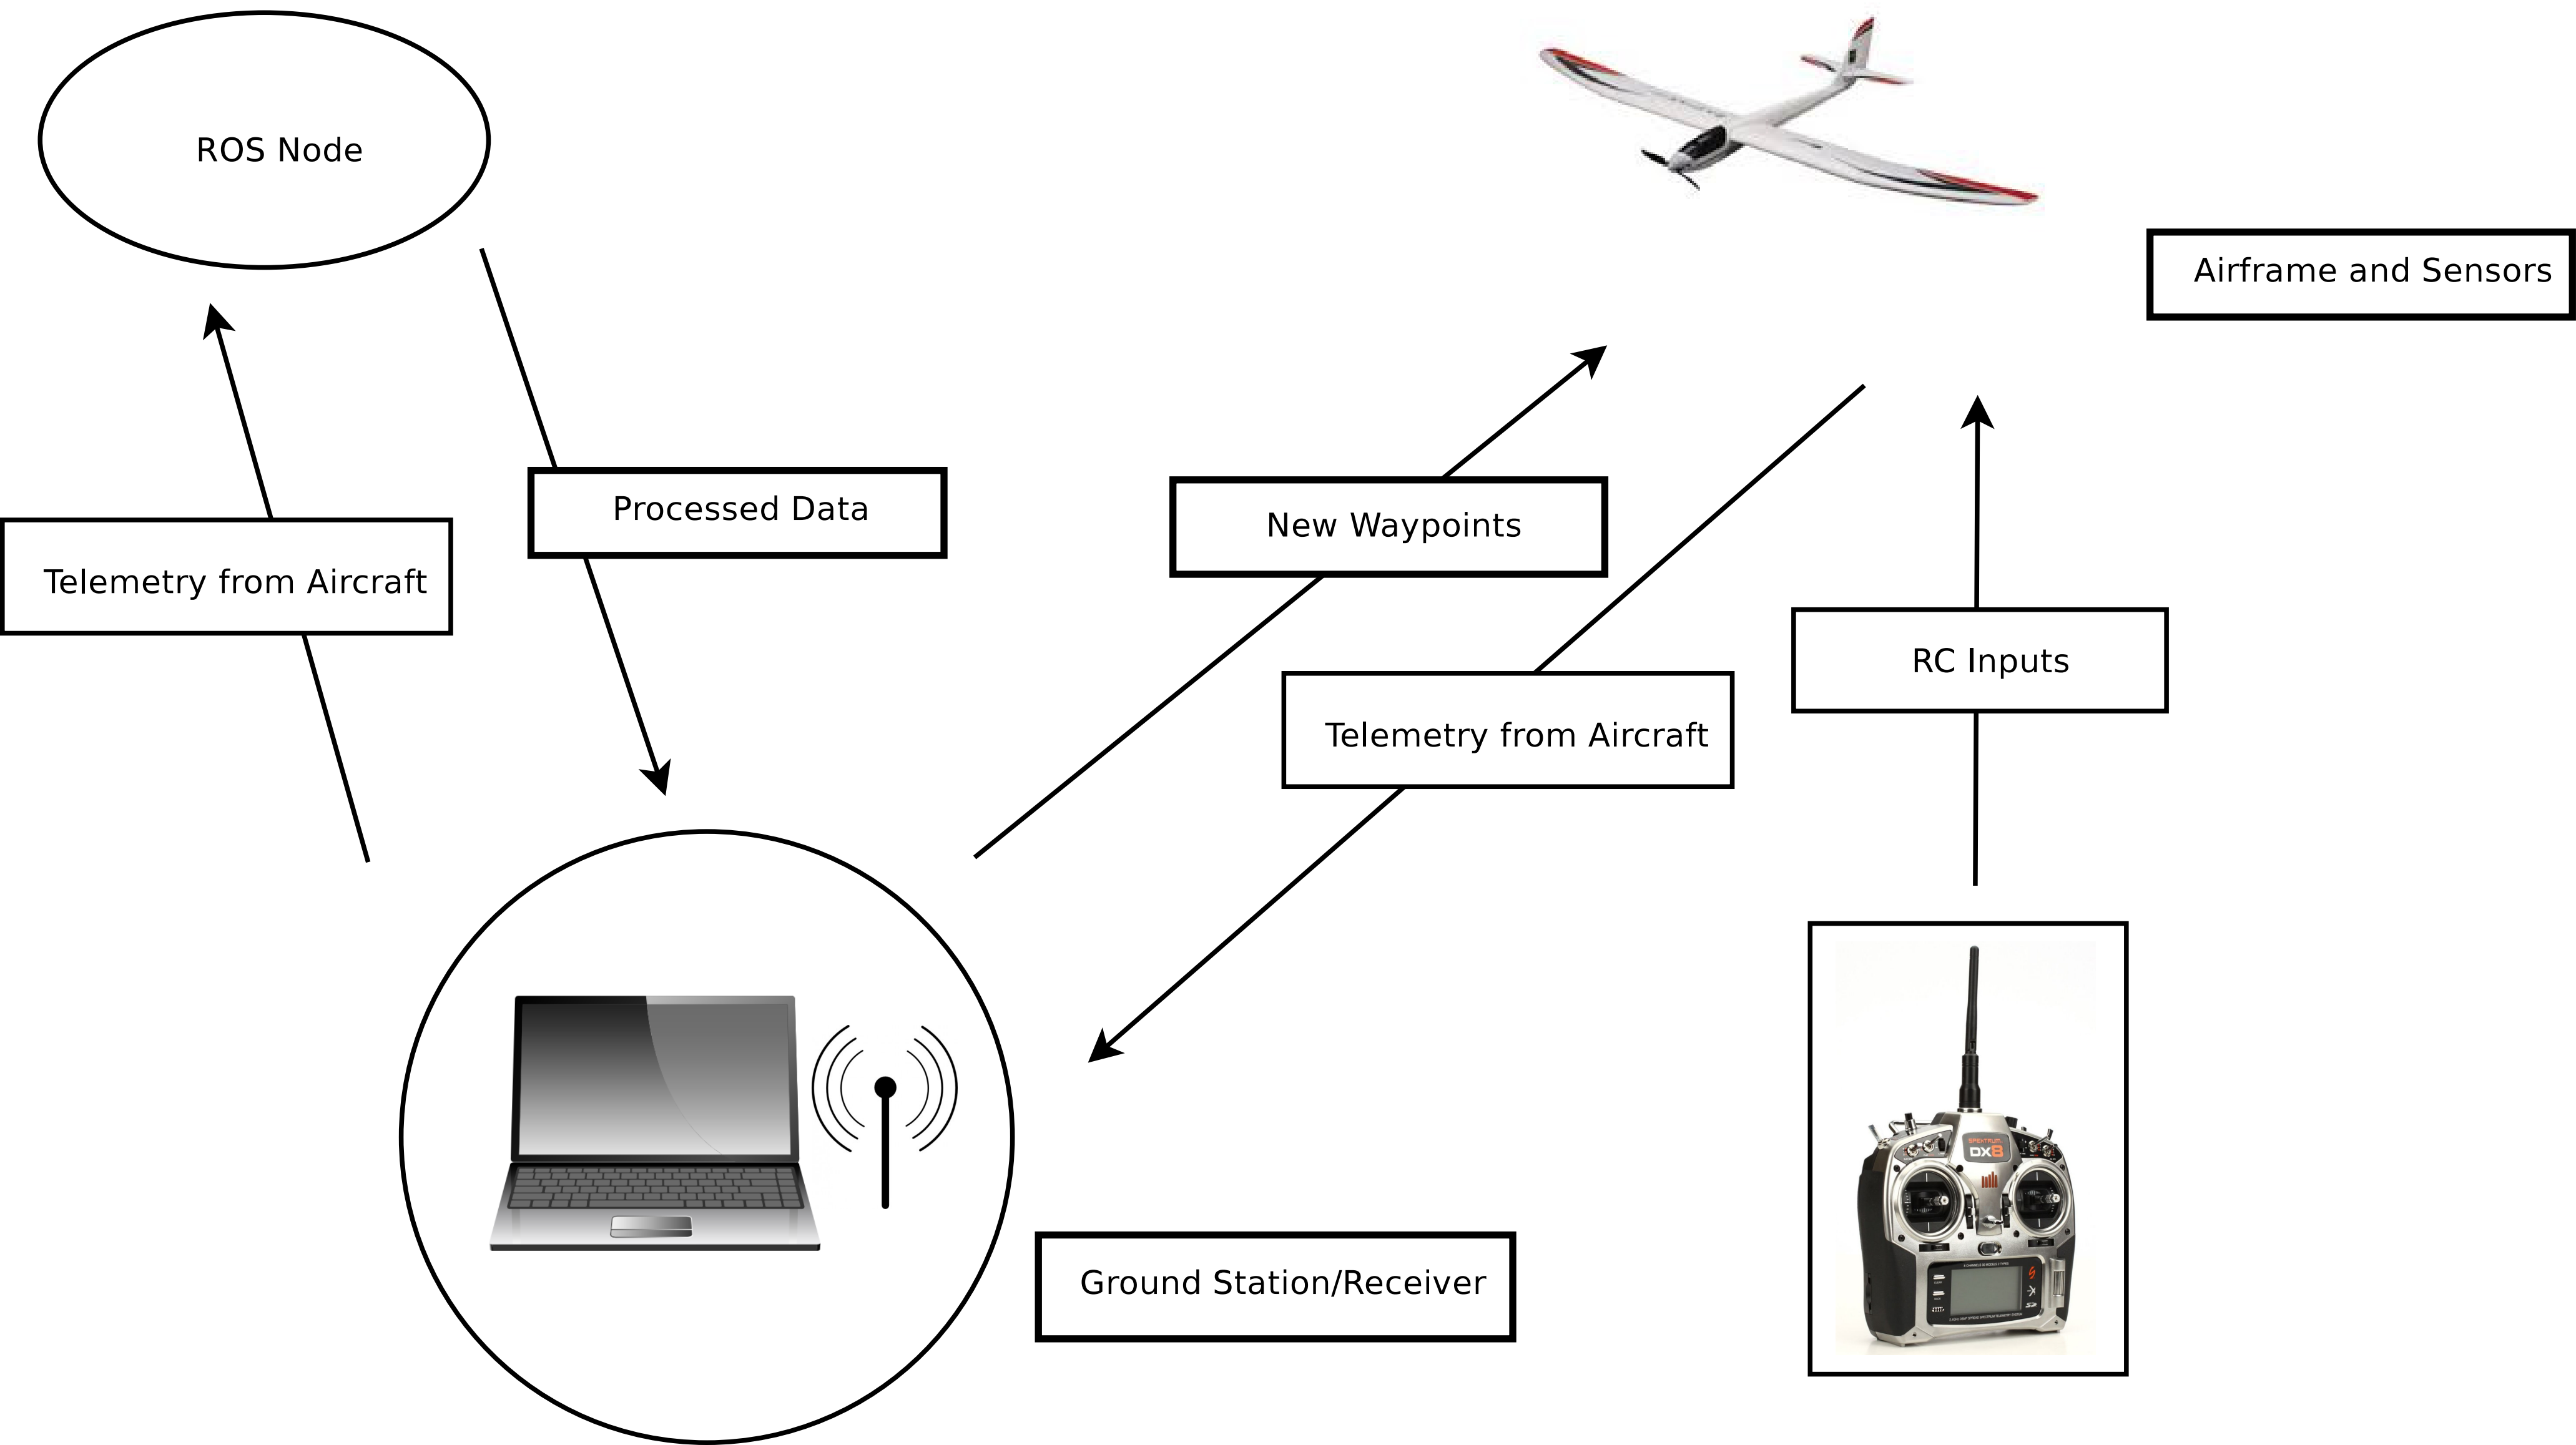 ROS Node
Airframe and Sensors
Processed Data
New Waypoints
Telemetry from Aircraft
RC Inputs
Telemetry from Aircraft
SPEKTRUM
DX8
Ground Station/Receiver